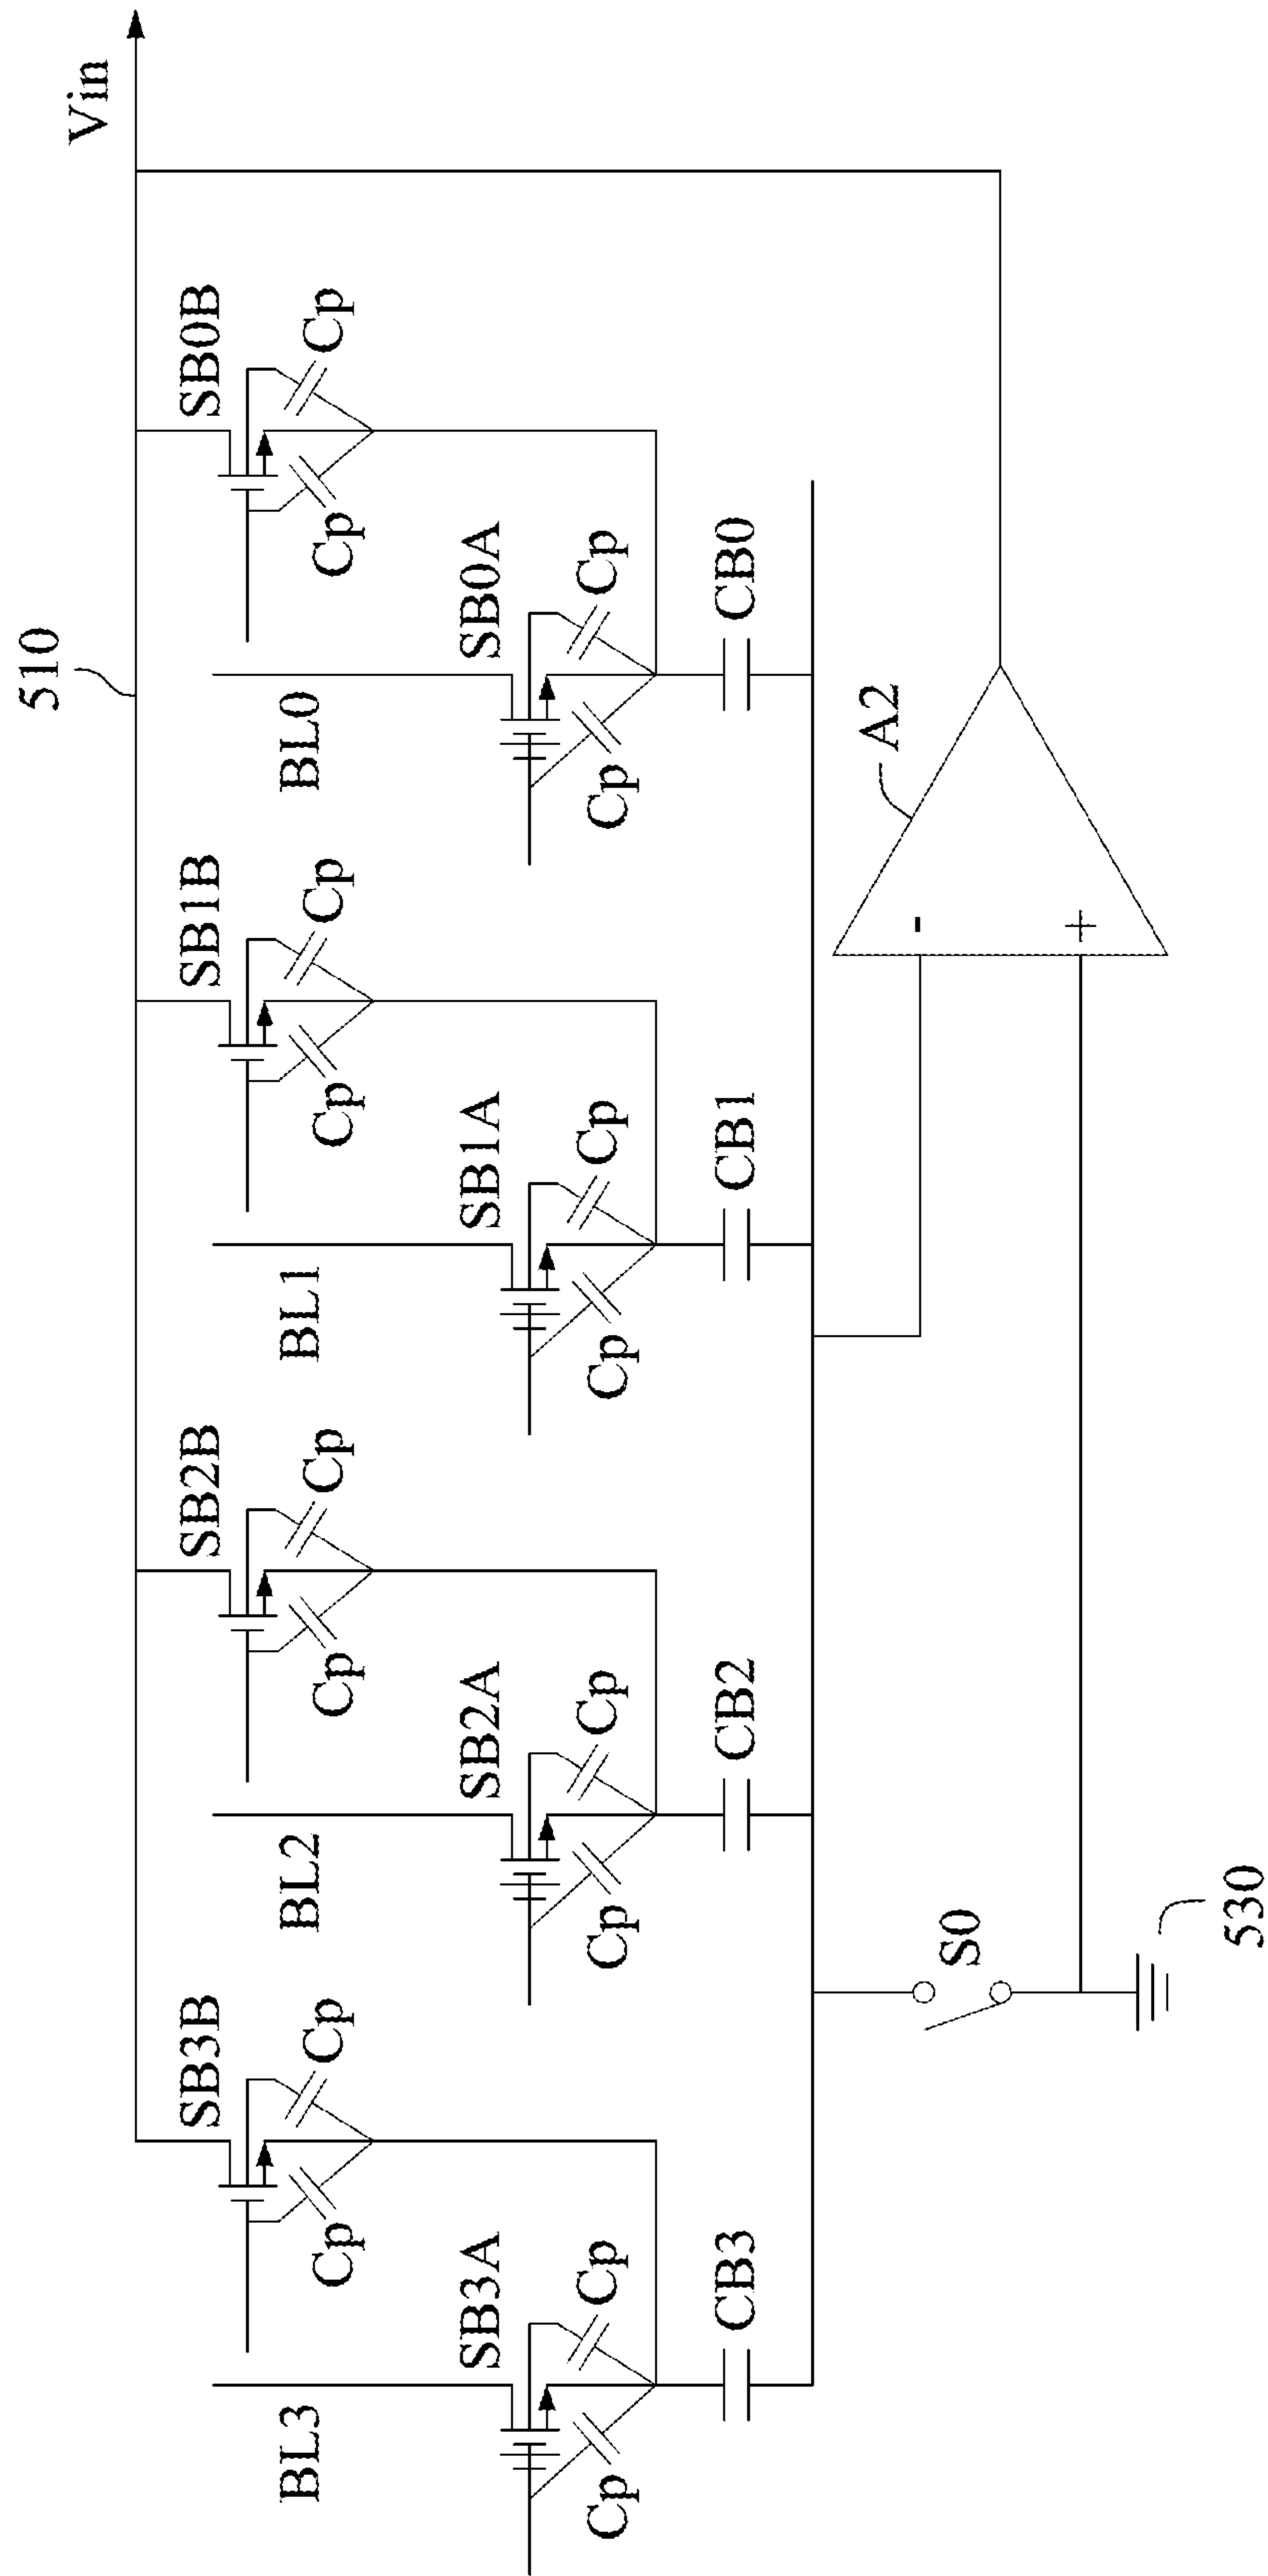 510
Vin
SB3B
Cp
Cp
SB2B
Cp
Cp
SB1B
Cp
Cp
SB0B
Cp
Cp
BL3
BL2
BL1
BL0
SB3A
Cp
Cp
SB2A
Cp
Cp
SB1A
Cp
Cp
SB0A
Cp
Cp
CB3
CB2
CB1
CB0
A2
S0
-
+
530